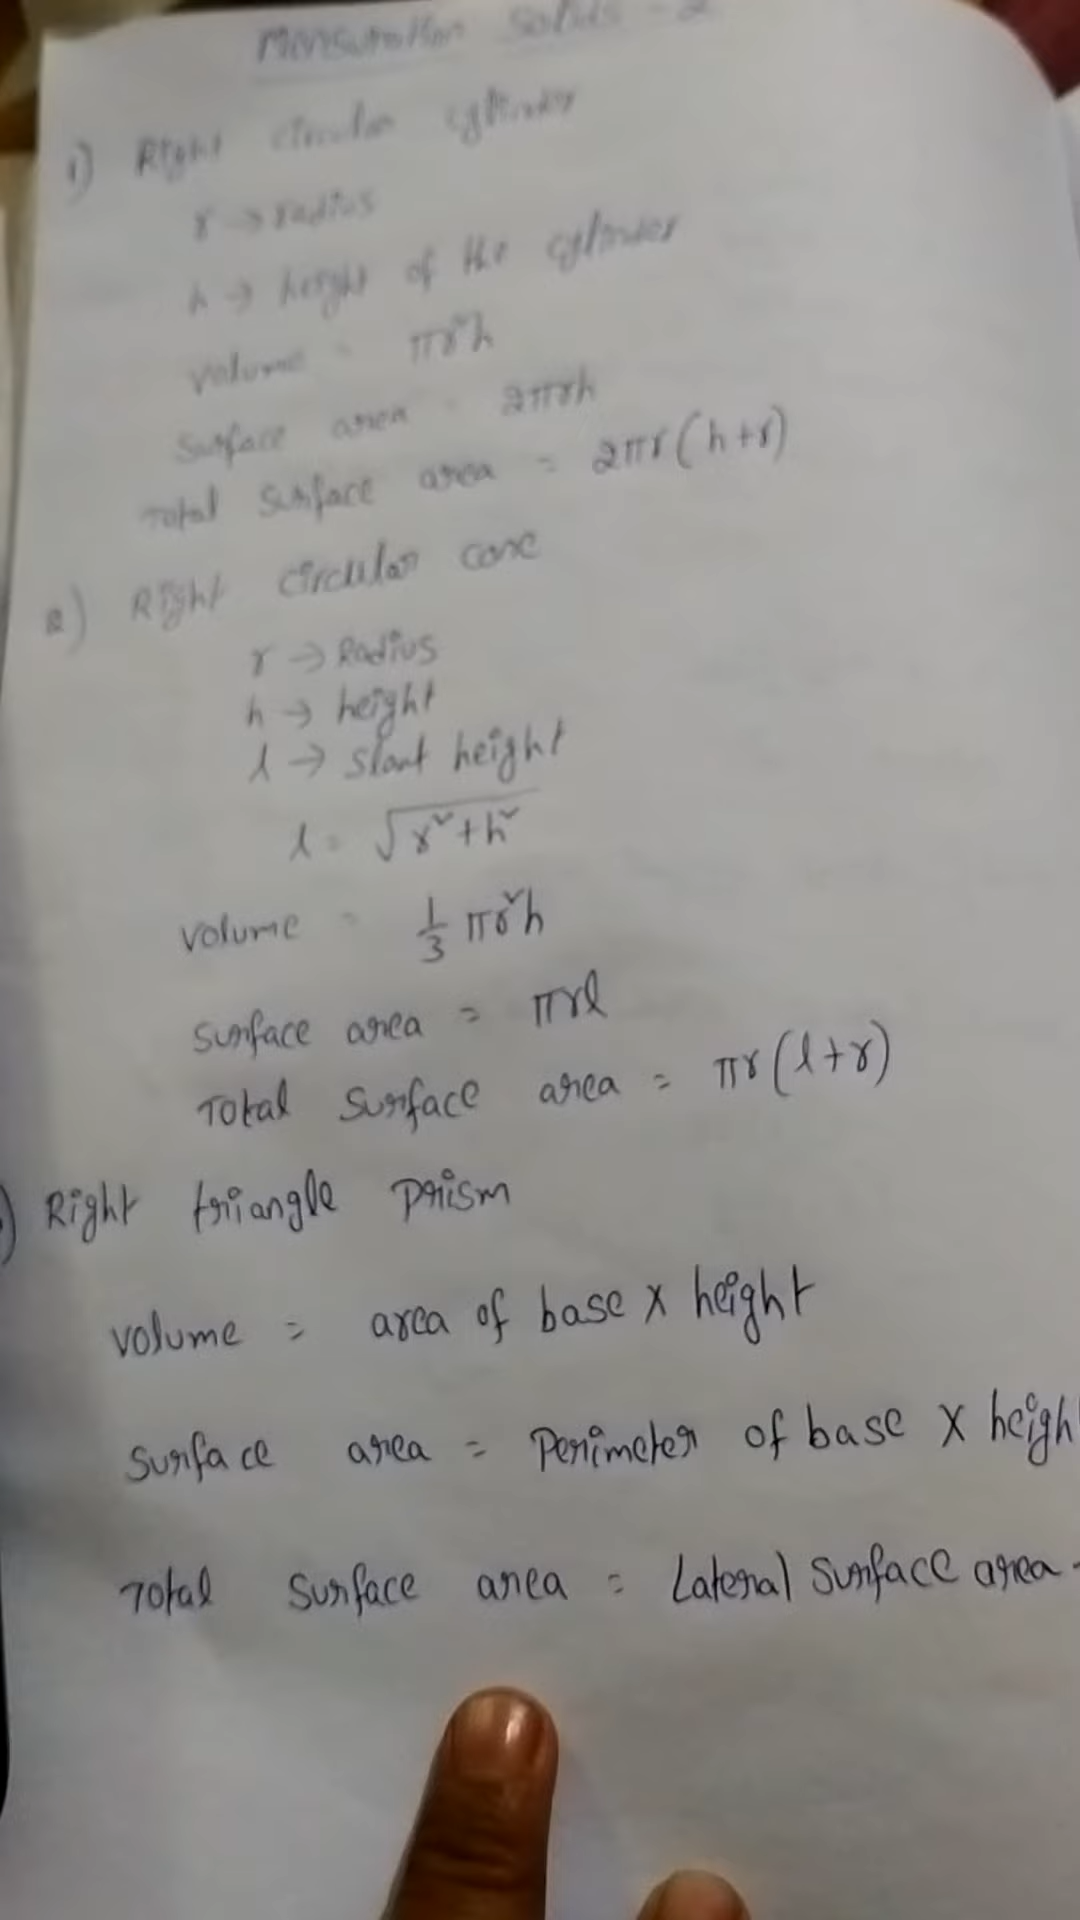 Mensuration Solids - 2
1) Right circular cylinder
r → radius
h → height of the cylinder
volume = πr²h
Surface area = 2πrh
Total Surface area = 2πr(h+r)
2) Right circular cone
r → Radius
h → height
l → slant height
l = √r²+h²
volume = 1/3 πr²h
surface area = πrl
Total Surface area = πr(l+r)
) Right triangle Prism
volume = area of base x height
surface area = Perimeter of base x heigh
Total Surface area = Lateral Surface area